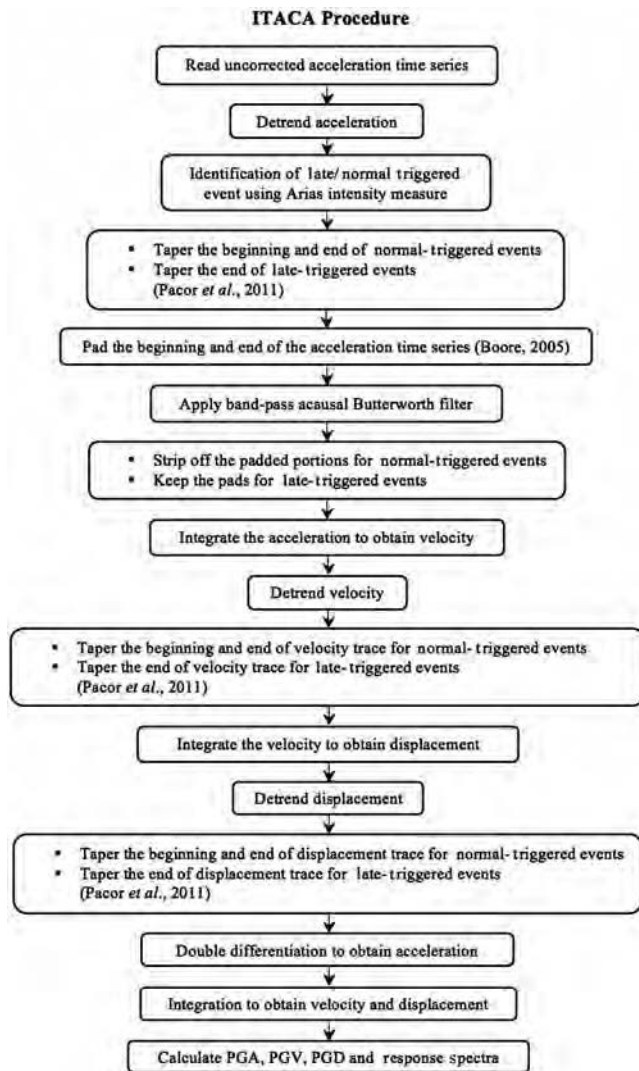 ITACA Procedure
Read uncorrected acceleration time series
Detrend acceleration
Identification of late/normal triggered
event using Arias intensity measure
▪ Taper the beginning and end of normal-triggered events
▪ Taper the end of late-triggered events
(Pacor et al., 2011)
Pad the beginning and end of the acceleration time series (Boore, 2005)
Apply band-pass acausal Butterworth filter
▪ Strip off the padded portions for normal-triggered events
▪ Keep the pads for late-triggered events
Integrate the acceleration to obtain velocity
Detrend velocity
▪ Taper the beginning and end of velocity trace for normal-triggered events
▪ Taper the end of velocity trace for late-triggered events
(Pacor et al., 2011)
Integrate the velocity to obtain displacement
Detrend displacement
▪ Taper the beginning and end of displacement trace for normal-triggered events
▪ Taper the end of displacement trace for late-triggered events
(Pacor et al., 2011)
Double differentiation to obtain acceleration
Integration to obtain velocity and displacement
Calculate PGA, PGV, PGD and response spectra